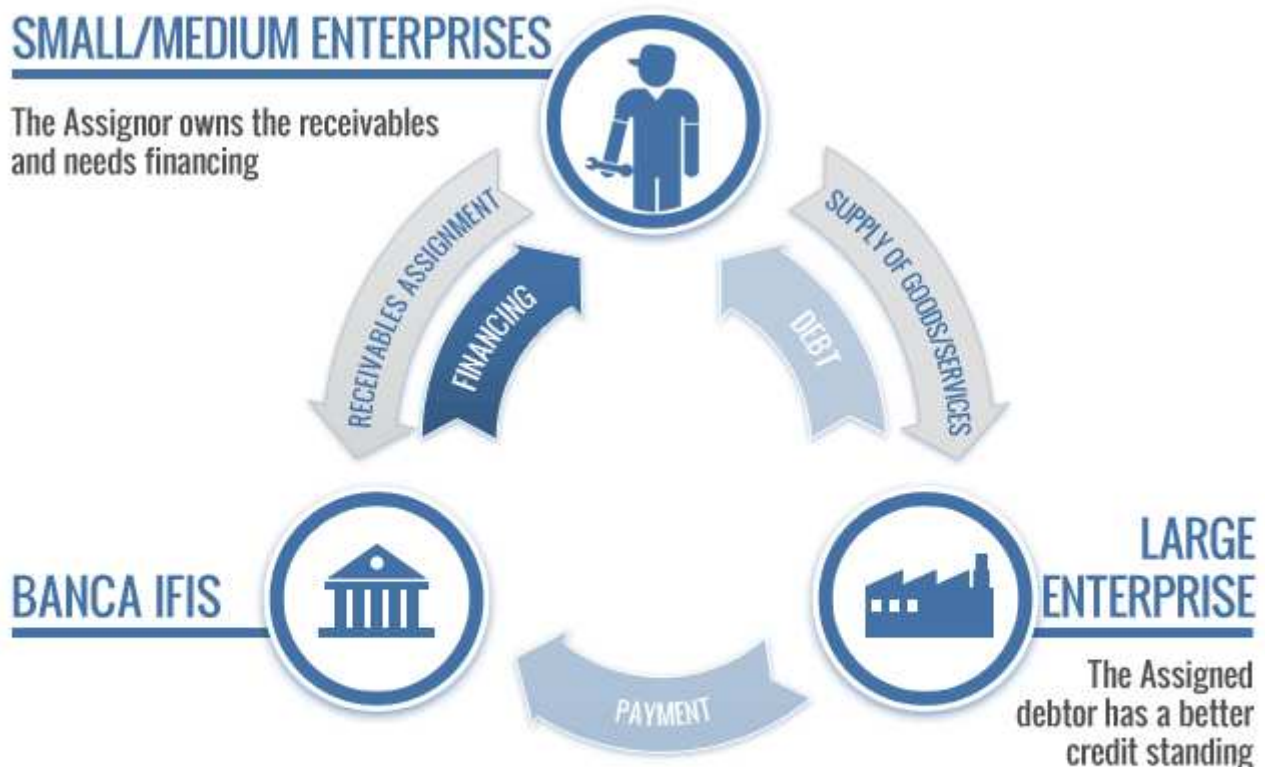 SMALL/MEDIUM ENTERPRISES
The Assignor owns the receivables
and needs financing
RECEIVABLES ASSIGNMENT
FINANCING
DEBT
SUPPLY OF GOODS/SERVICES
BANCA IFIS
LARGE
ENTERPRISE
The Assigned
debtor has a better
credit standing
PAYMENT